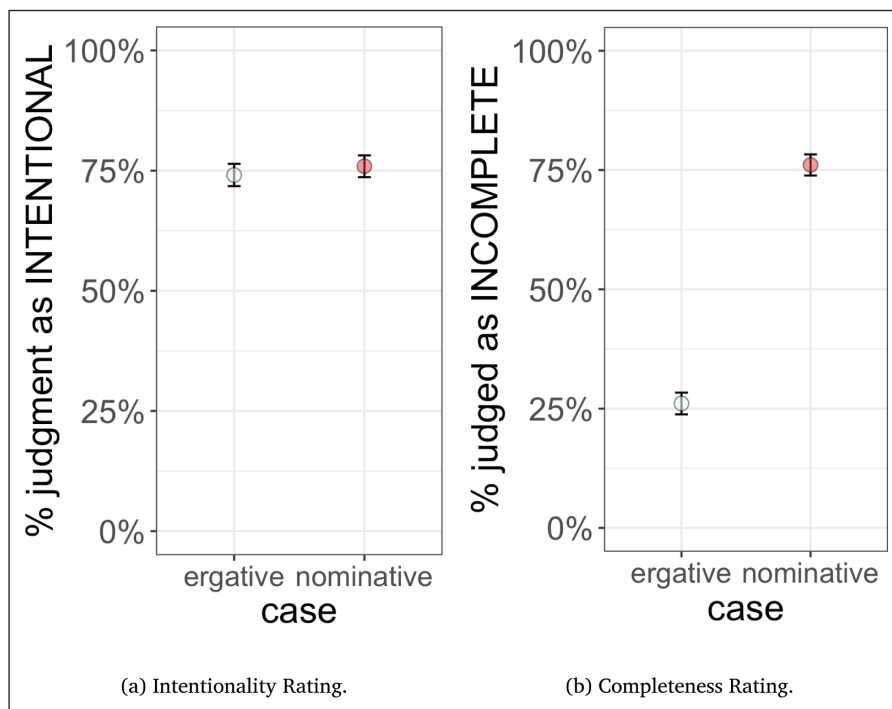 % judgment as INTENTIONAL
100%
75%
50%
25%
0%
ergative nominative
case
(a) Intentionality Rating.
% judged as INCOMPLETE
100%
75%
50%
25%
0%
ergative nominative
case
(b) Completeness Rating.